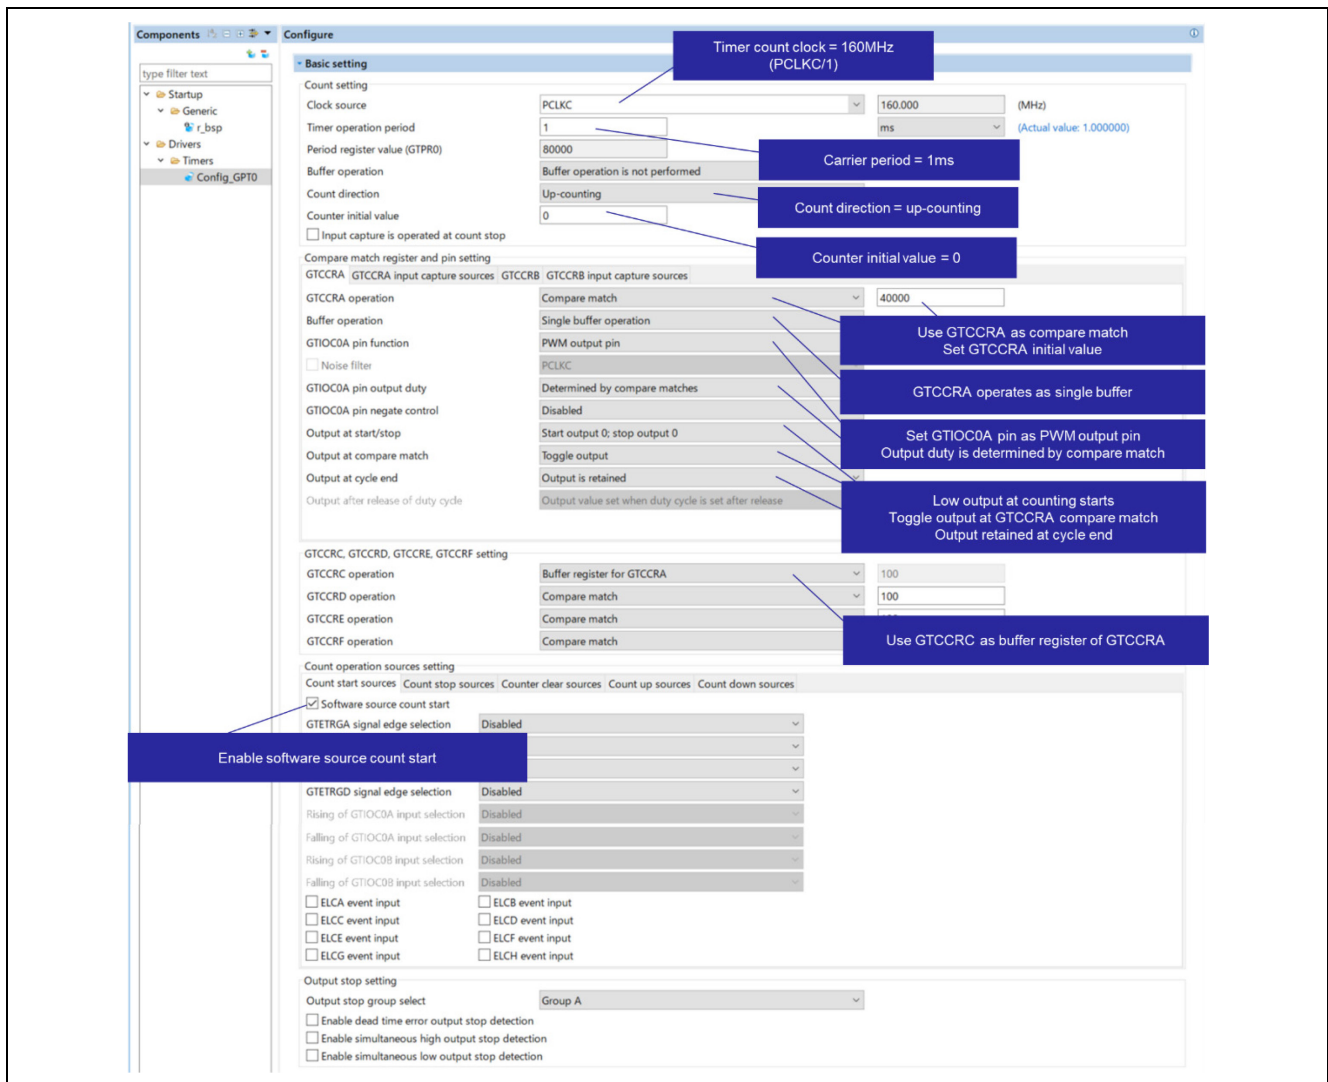 Components
Configure
Timer count clock = 160MHz
(PCLKC/1)
type filter text
Startup
Generic
r_bsp
Drivers
Timers
Config_GPT0
Basic setting
Count setting
Clock source PCLKC 160.000 (MHz)
Timer operation period 1 ms (Actual value: 1.000000)
Period register value (GTPR0) 80000
Carrier period = 1ms
Buffer operation Buffer operation is not performed
Count direction Up-counting
Count direction = up-counting
Counter initial value 0
Input capture is operated at count stop
Counter initial value = 0
Compare match register and pin setting
GTCCRA GTCCRA input capture sources GTCCRB GTCCRB input capture sources
GTCCRA operation Compare match 40000
Buffer operation Single buffer operation
Use GTCCRA as compare match
Set GTCCRA initial value
GTIOC0A pin function PWM output pin
Noise filter PCLKC
GTIOC0A pin output duty Determined by compare matches
GTCCRA operates as single buffer
GTIOC0A pin negate control Disabled
Output at start/stop Start output 0; stop output 0
Set GTIOC0A pin as PWM output pin
Output duty is determined by compare match
Output at compare match Toggle output
Output at cycle end Output is retained
Output after release of duty cycle Output value set when duty cycle is set after release
Low output at counting starts
Toggle output at GTCCRA compare match
Output retained at cycle end
GTCCRC, GTCCRD, GTCCRE, GTCCRF setting
GTCCRC operation Buffer register for GTCCRA 100
GTCCRD operation Compare match 100
GTCCRE operation Compare match
GTCCRF operation Compare match
Use GTCCRC as buffer register of GTCCRA
Count operation sources setting
Count start sources Count stop sources Counter clear sources Count up sources Count down sources
Software source count start
GTETRGA signal edge selection Disabled
Enable software source count start
GTETRGD signal edge selection Disabled
Rising of GTIOC0A input selection Disabled
Falling of GTIOC0A input selection Disabled
Rising of GTIOC0B input selection Disabled
Falling of GTIOC0B input selection Disabled
ELCA event input ELCB event input
ELCC event input ELCD event input
ELCE event input ELCF event input
ELCG event input ELCH event input
Output stop setting
Output stop group select Group A
Enable dead time error output stop detection
Enable simultaneous high output stop detection
Enable simultaneous low output stop detection